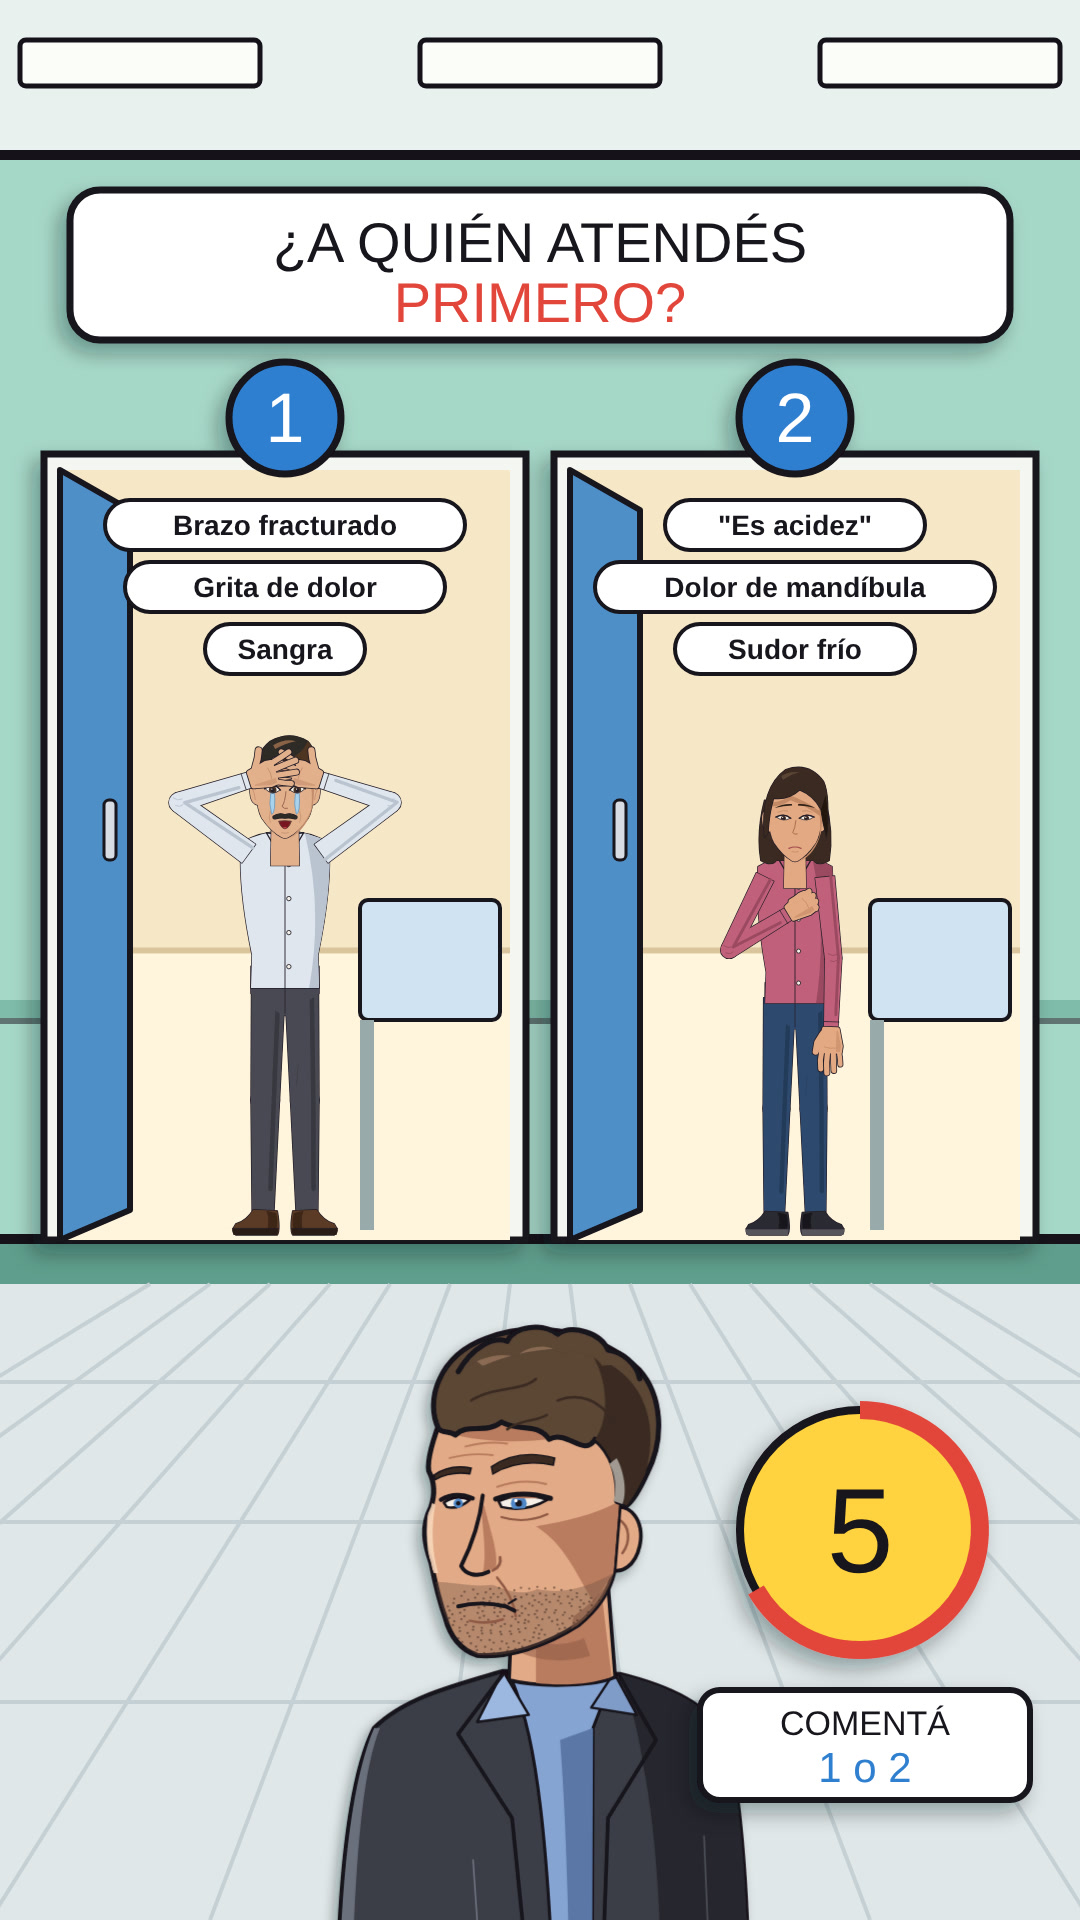 ¿A QUIÉN ATENDÉS
PRIMERO?
1
2
Brazo fracturado
Grita de dolor
Sangra
"Es acidez"
Dolor de mandíbula
Sudor frío
5
COMENTÁ
1 o 2